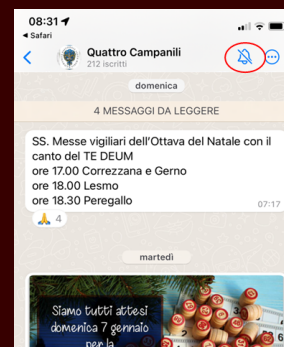 08:31
◂ Safari
Quattro Campanili
212 iscritti
domenica
4 MESSAGGI DA LEGGERE
SS. Messe vigiliari dell'Ottava del Natale con il
canto del TE DEUM
ore 17.00 Correzzana e Gerno
ore 18.00 Lesmo
ore 18.30 Peregallo
07:17
🙏 4
martedì
Siamo tutti attesi
domenica 7 gennaio
per la